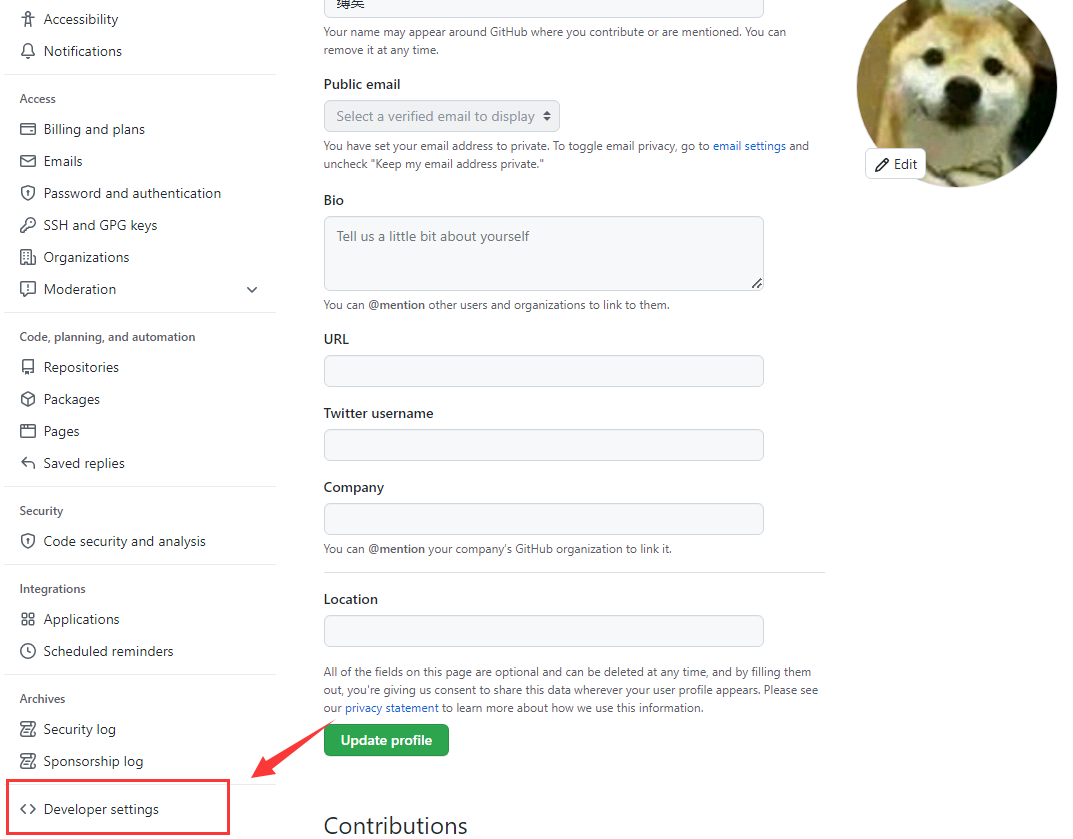 Accessibility
Notifications
Access
Billing and plans
Emails
Password and authentication
SSH and GPG keys
Organizations
Moderation
Code, planning, and automation
Repositories
Packages
Pages
Saved replies
Security
Code security and analysis
Integrations
Applications
Scheduled reminders
Archives
Security log
Sponsorship log
Developer settings
Your name may appear around GitHub where you contribute or are mentioned. You can
remove it at any time.
Public email
Select a verified email to display
You have set your email address to private. To toggle email privacy, go to email settings and
uncheck "Keep my email address private."
Bio
Tell us a little bit about yourself
You can @mention other users and organizations to link to them.
URL
Twitter username
Company
You can @mention your company's GitHub organization to link it.
Location
All of the fields on this page are optional and can be deleted at any time, and by filling them
out, you're giving us consent to share this data wherever your user profile appears. Please see
our privacy statement to learn more about how we use this information.
Update profile
Contributions
Edit